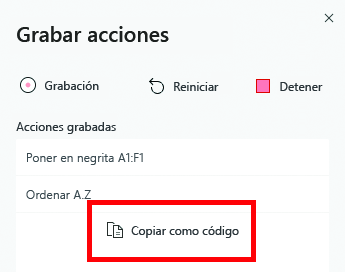 Grabar acciones
Grabación Reiniciar Detener
Acciones grabadas
Poner en negrita A1:F1
Ordenar A.Z
Copiar como código